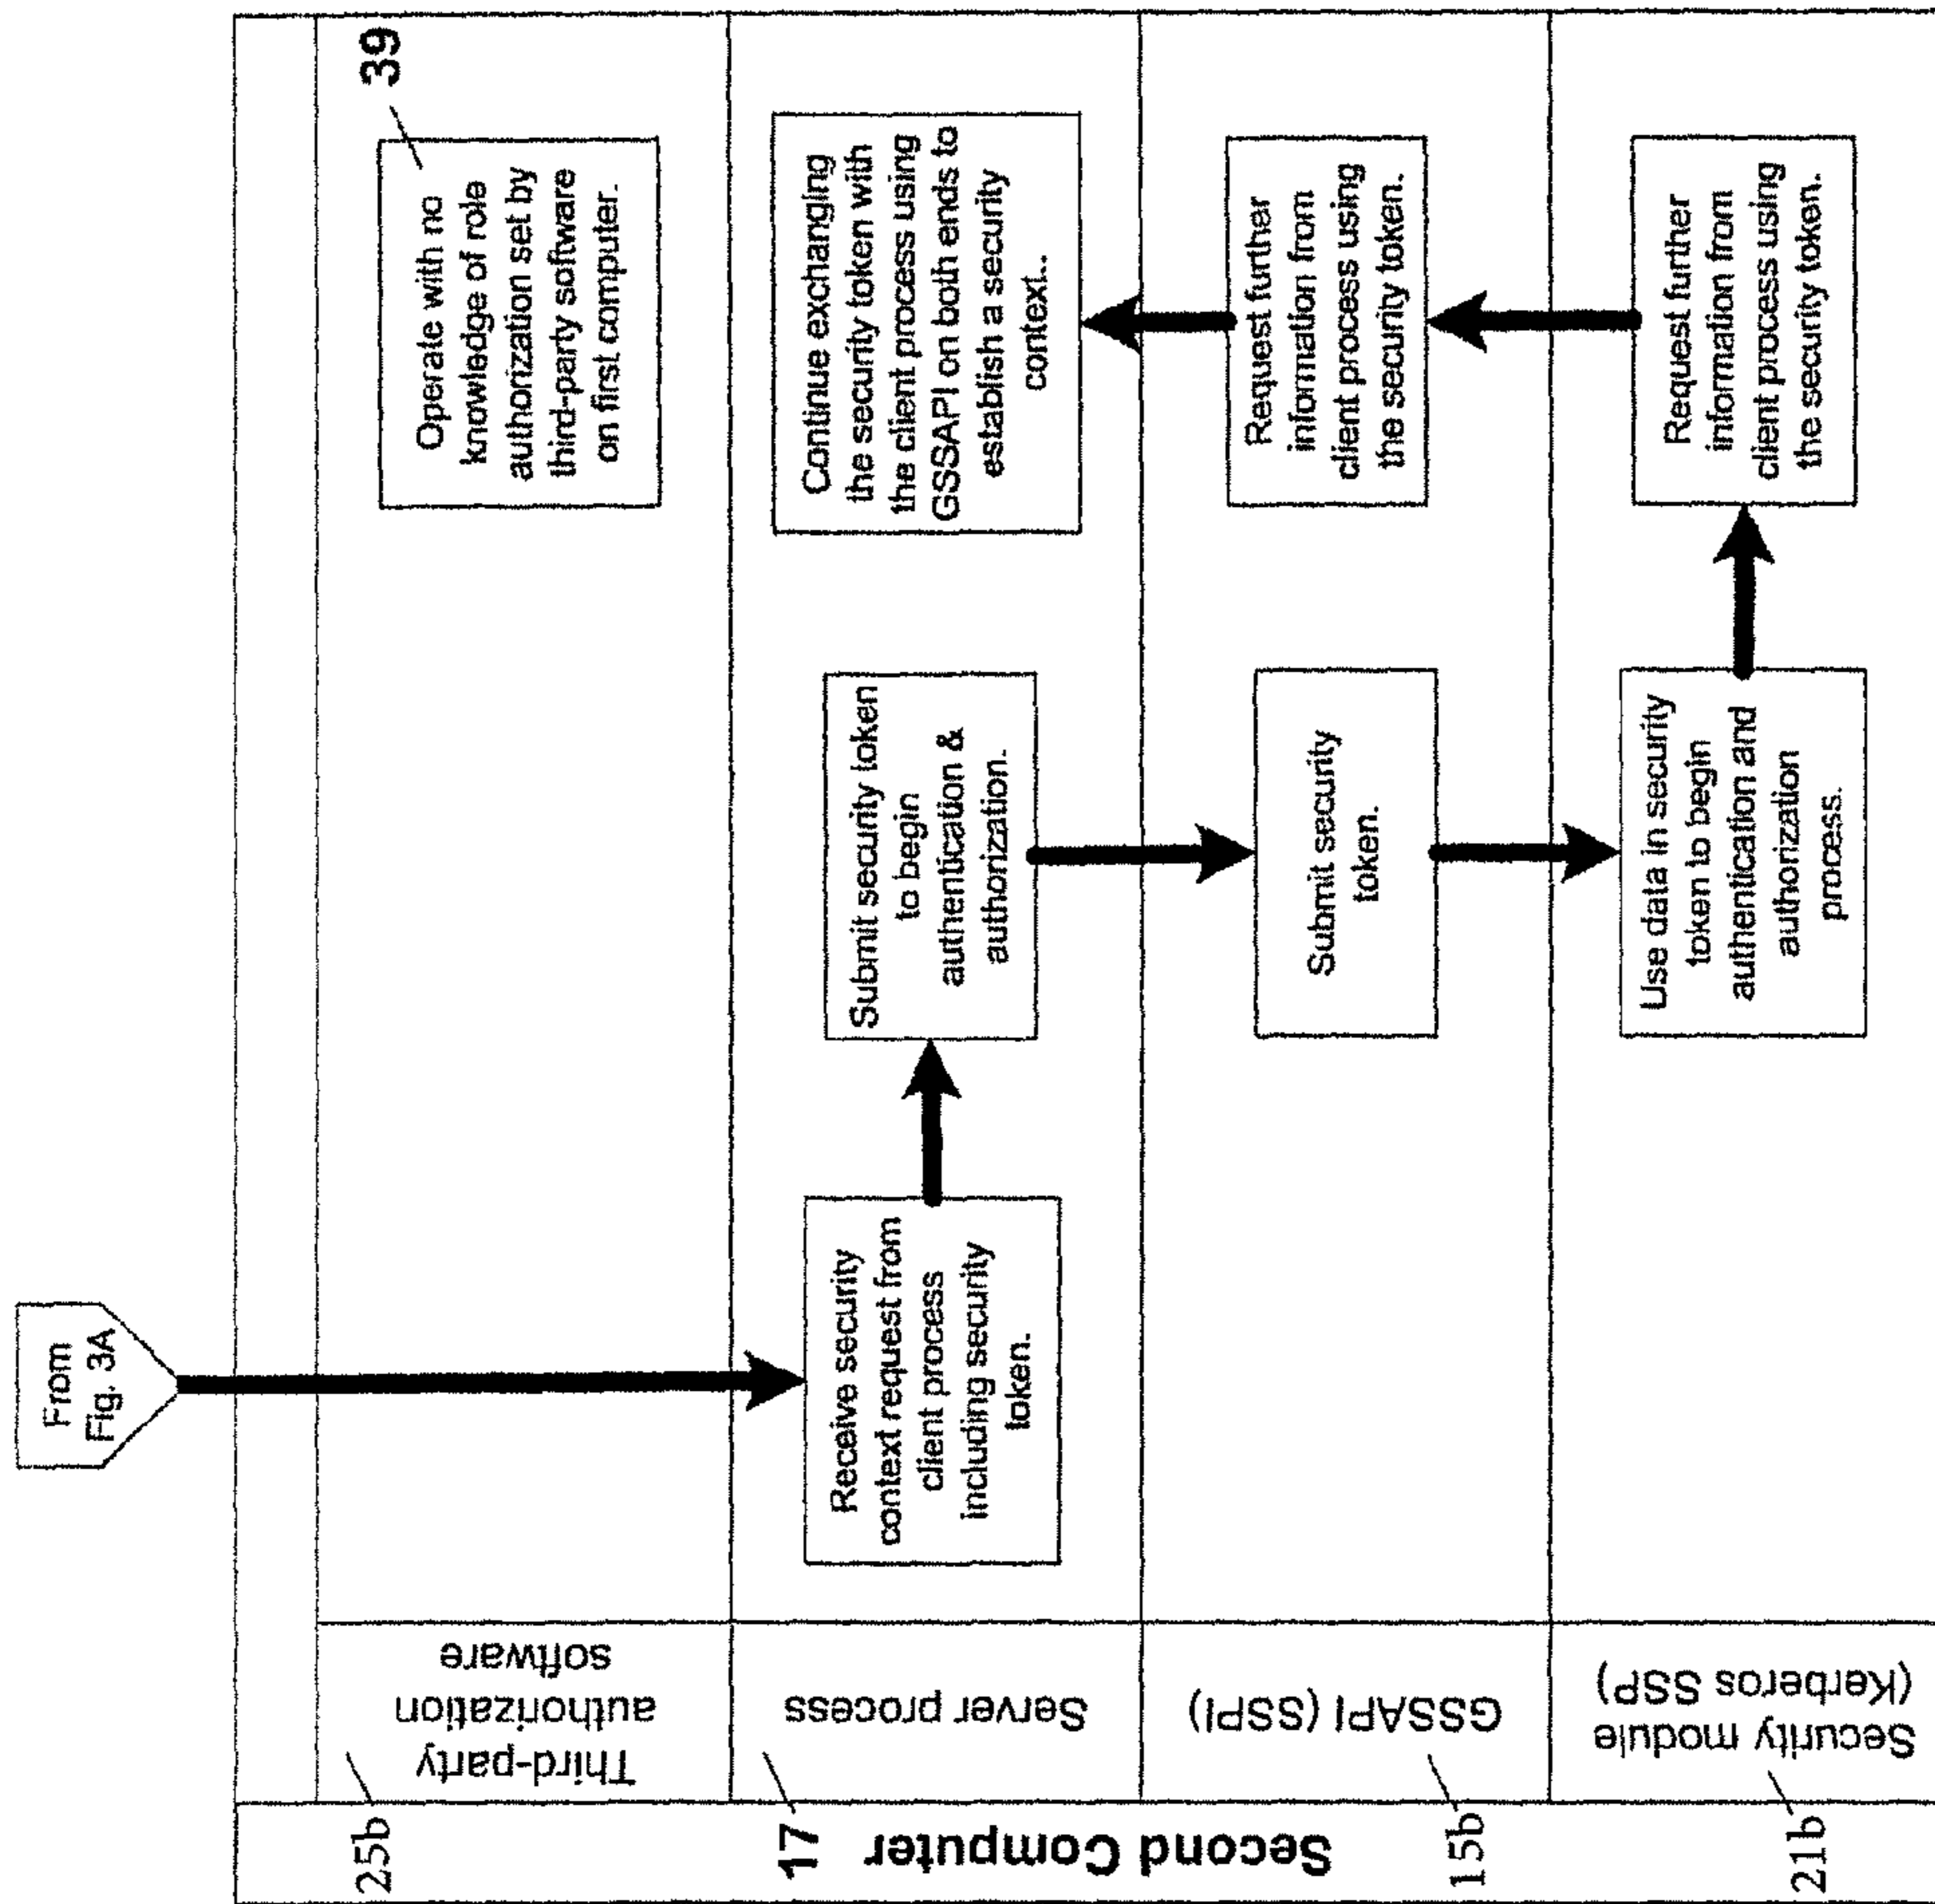 From
Fig. 3A
Second Computer
25b
Third-party
authorization
software
Operate with no
knowledge of role
authorization set by
third-party software
on first computer.
39
17
Server process
Receive security
context request from
client process
including security
token.
Submit security token
to begin
authentication &
authorization.
Continue exchanging
the security token with
the client process using
GSSAPI on both ends to
establish a security
context..
15b
GSSAPI (SSPI)
Submit security
token.
Request further
information from
client process using
the security token.
21b
Security module
(Kerberos SSP)
Use data in security
token to begin
authentication and
authorization
process.
Request further
information from
client process using
the security token.